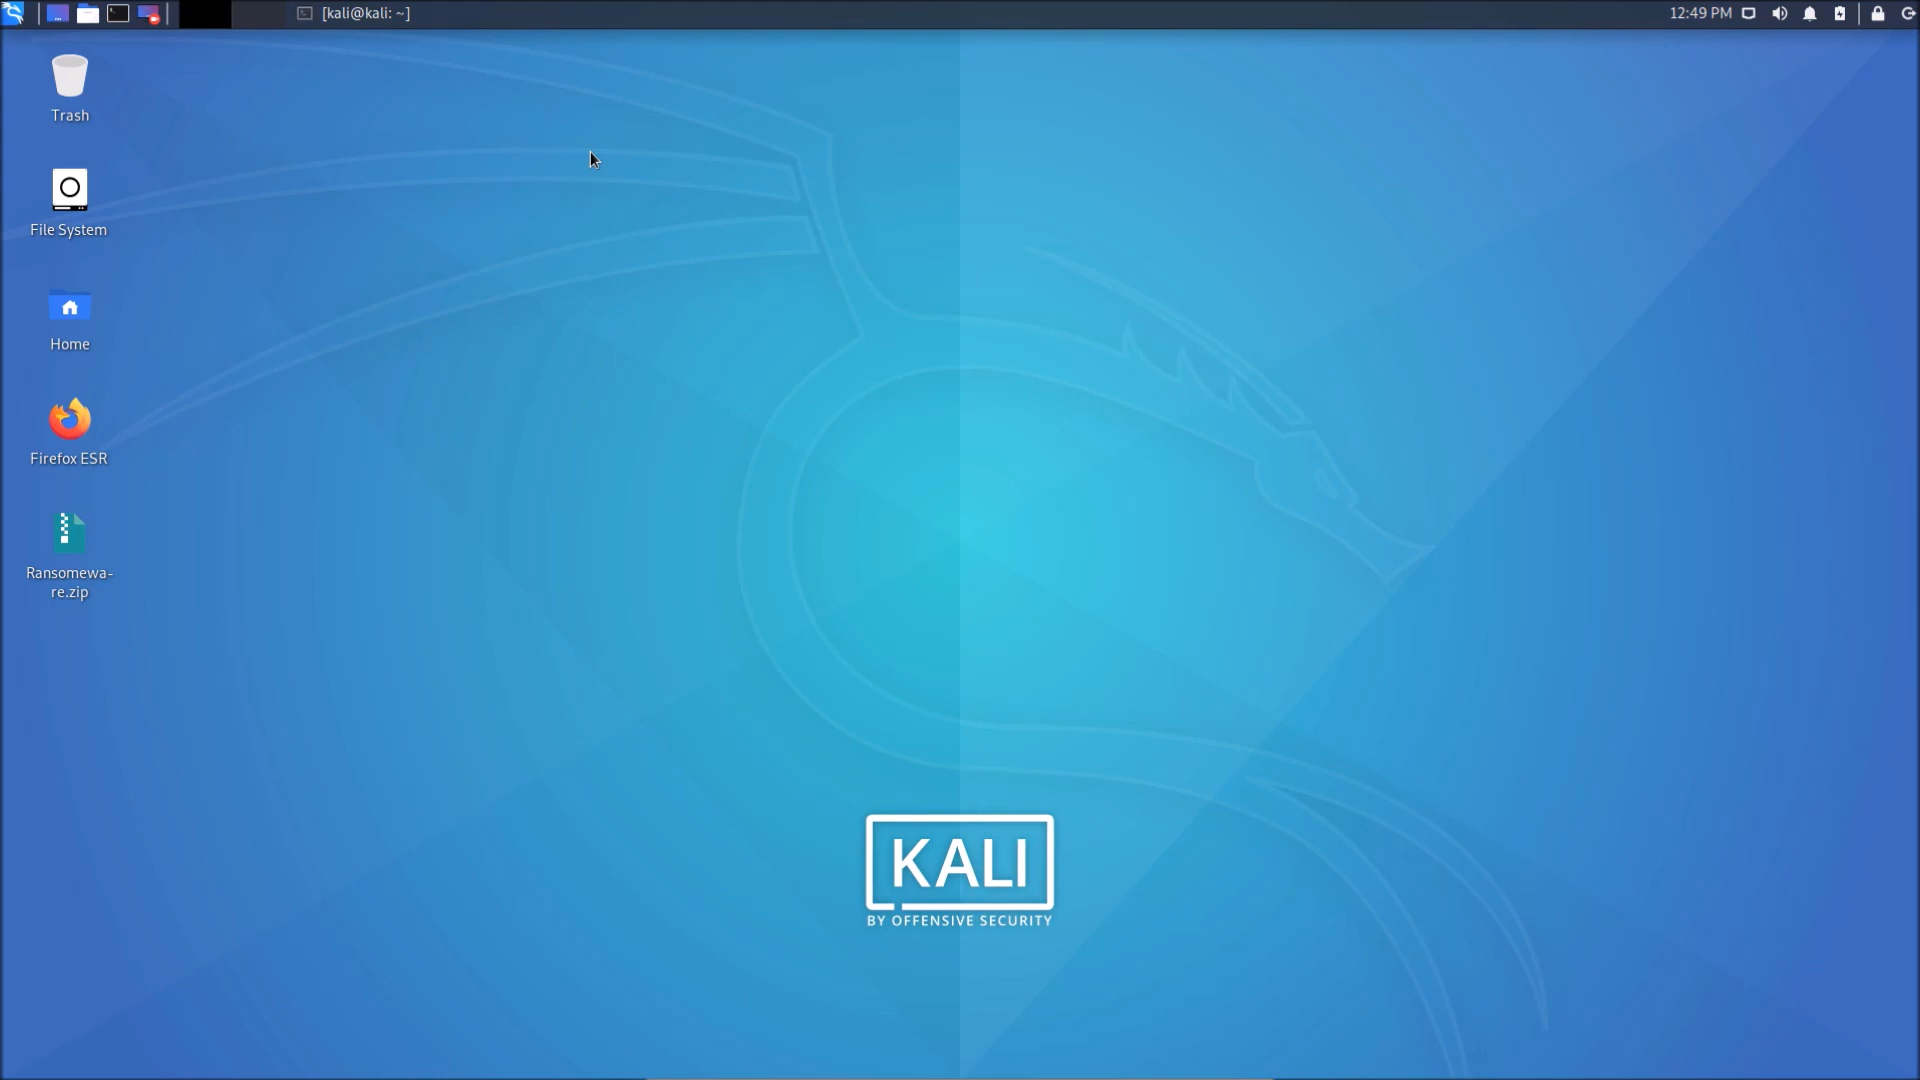 [kali@kali: ~]
12:49 PM
Trash
File System
Home
Firefox ESR
Ransomewa-
re.zip
KALI
BY OFFENSIVE SECURITY